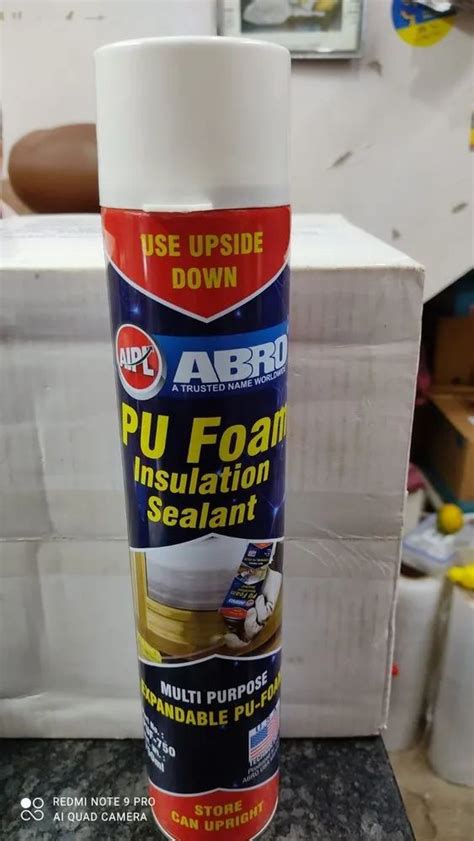 USE UPSIDE
DOWN
AIPL
ABRO
A TRUSTED NAME WORLDWIDE
PU Foam
Insulation
Sealant
MULTI PURPOSE
EXPANDABLE PU-FOAM
STORE
CAN UPRIGHT
REDMI NOTE 9 PRO
AI QUAD CAMERA